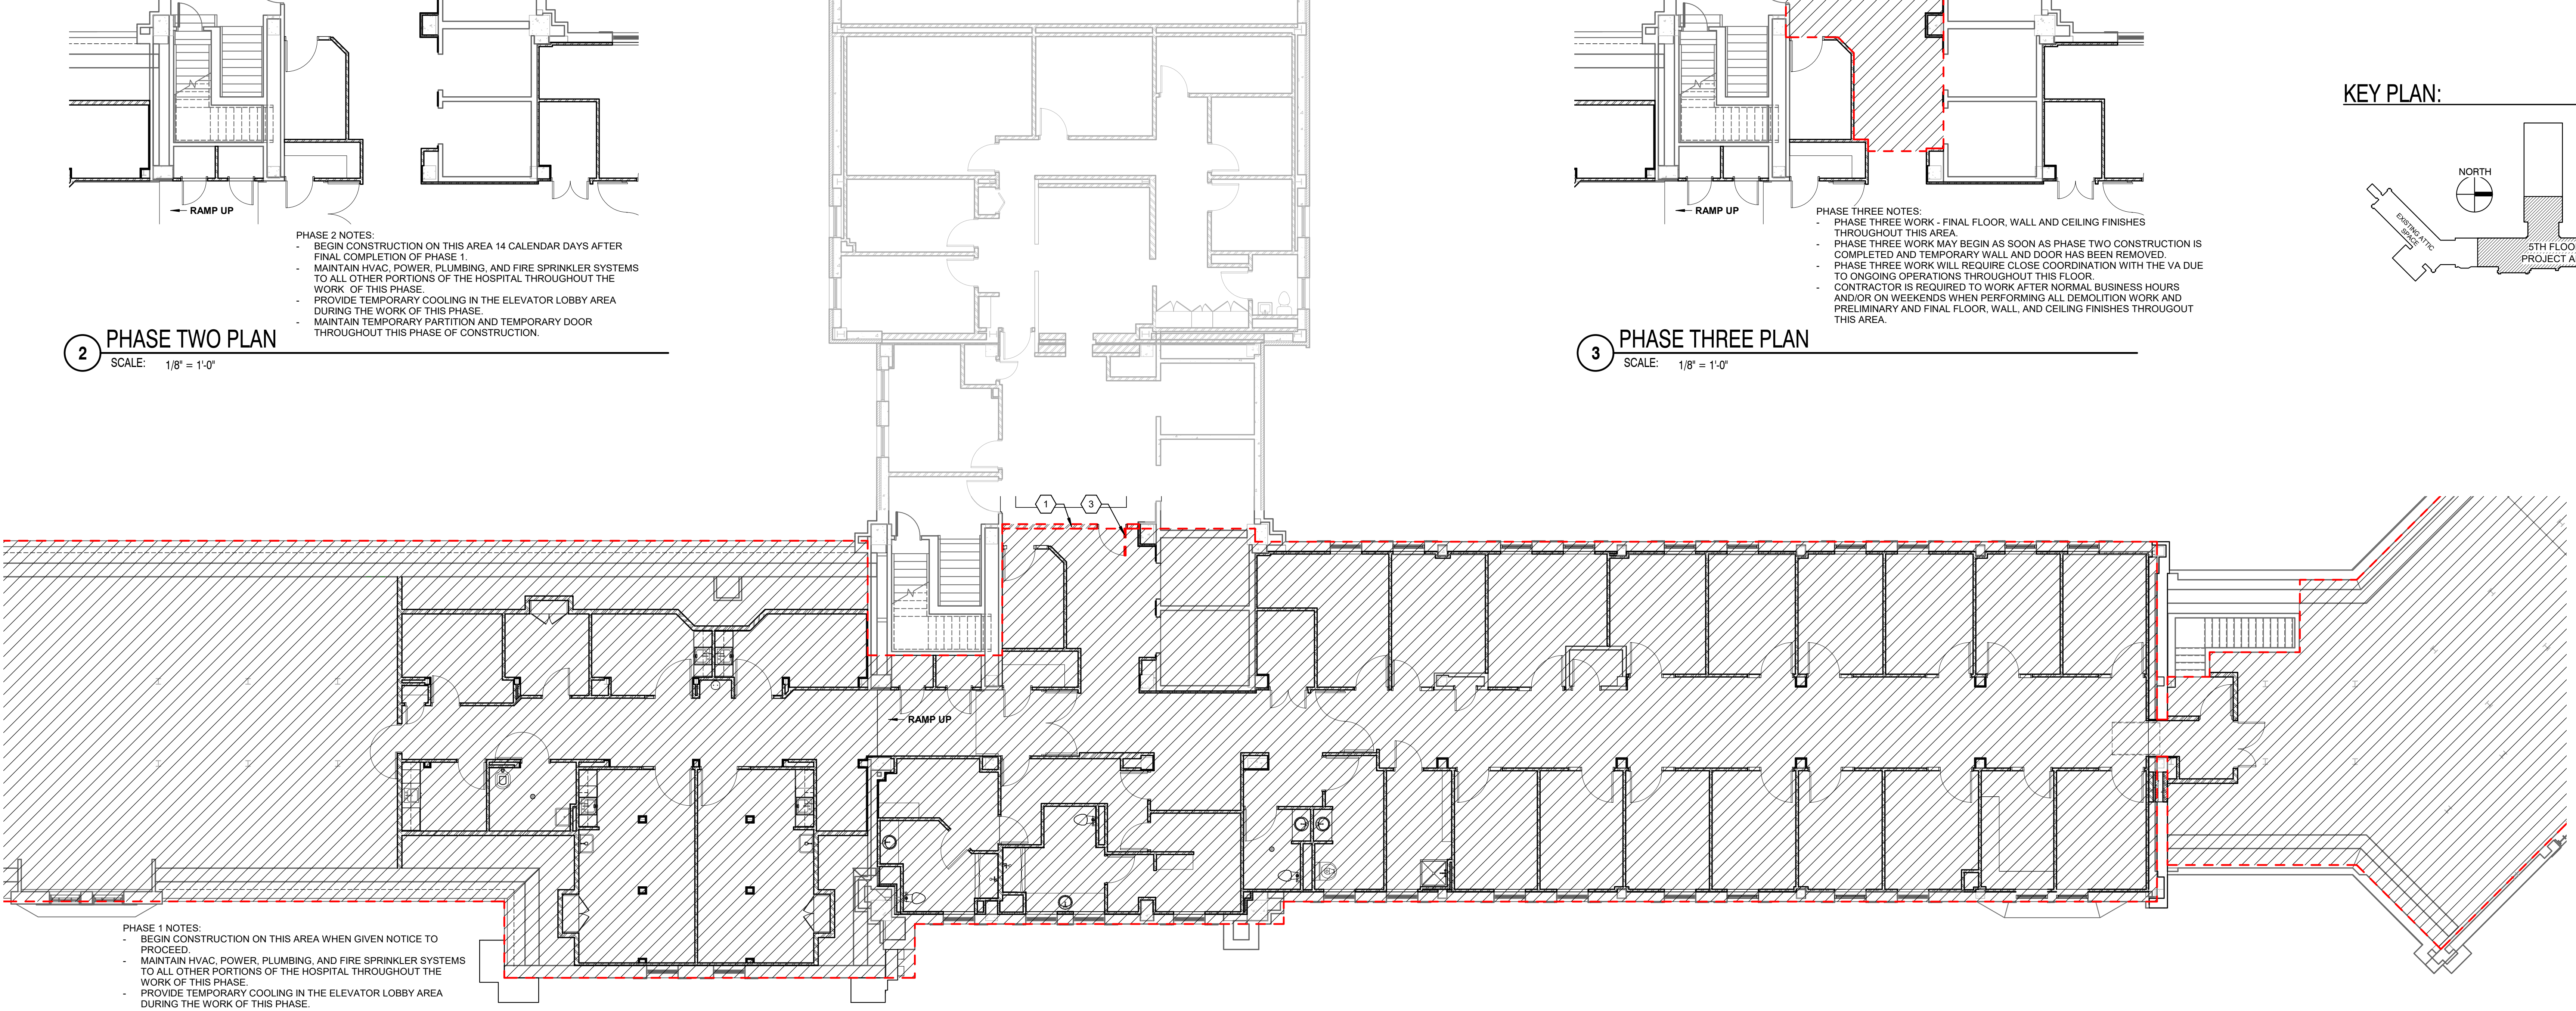 RAMP UP
PHASE 2 NOTES:
- BEGIN CONSTRUCTION ON THIS AREA 14 CALENDAR DAYS AFTER
FINAL COMPLETION OF PHASE 1.
- MAINTAIN HVAC, POWER, PLUMBING, AND FIRE SPRINKLER SYSTEMS
TO ALL OTHER PORTIONS OF THE HOSPITAL THROUGHOUT THE
WORK OF THIS PHASE.
- PROVIDE TEMPORARY COOLING IN THE ELEVATOR LOBBY AREA
DURING THE WORK OF THIS PHASE.
- MAINTAIN TEMPORARY PARTITION AND TEMPORARY DOOR
THROUGHOUT THIS PHASE OF CONSTRUCTION.
2 PHASE TWO PLAN
SCALE: 1/8" = 1'-0"
RAMP UP
PHASE THREE NOTES:
- PHASE THREE WORK - FINAL FLOOR, WALL AND CEILING FINISHES
THROUGHOUT THIS AREA.
- PHASE THREE WORK MAY BEGIN AS SOON AS PHASE TWO CONSTRUCTION IS
COMPLETED AND TEMPORARY WALL AND DOOR HAS BEEN REMOVED.
- PHASE THREE WORK WILL REQUIRE CLOSE COORDINATION WITH THE VA DUE
TO ONGOING OPERATIONS THROUGHOUT THIS FLOOR.
- CONTRACTOR IS REQUIRED TO WORK AFTER NORMAL BUSINESS HOURS
AND/OR ON WEEKENDS WHEN PERFORMING ALL DEMOLITION WORK AND
PRELIMINARY AND FINAL FLOOR, WALL, AND CEILING FINISHES THROUGOUT
THIS AREA.
3 PHASE THREE PLAN
SCALE: 1/8" = 1'-0"
KEY PLAN:
NORTH
EXISTING ATTIC
SPACE
5TH FLOO
PROJECT A
1 3
RAMP UP
PHASE 1 NOTES:
- BEGIN CONSTRUCTION ON THIS AREA WHEN GIVEN NOTICE TO
PROCEED.
- MAINTAIN HVAC, POWER, PLUMBING, AND FIRE SPRINKLER SYSTEMS
TO ALL OTHER PORTIONS OF THE HOSPITAL THROUGHOUT THE
WORK OF THIS PHASE.
- PROVIDE TEMPORARY COOLING IN THE ELEVATOR LOBBY AREA
DURING THE WORK OF THIS PHASE.